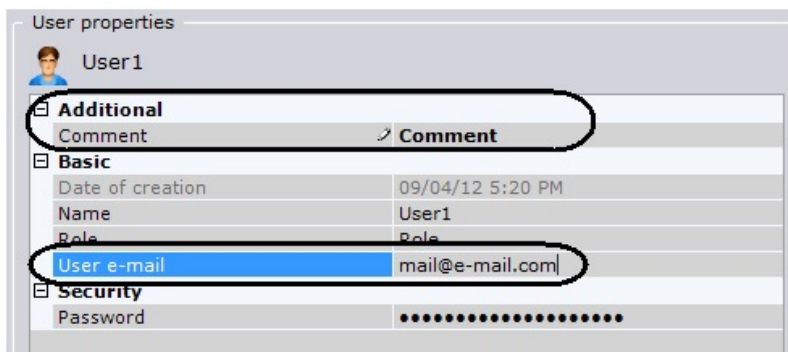 User properties
User1
Additional
Comment Comment
Basic
Date of creation 09/04/12 5:20 PM
Name User1
Role Role
User e-mail mail@e-mail.com
Security
Password ••••••••••••••••••••